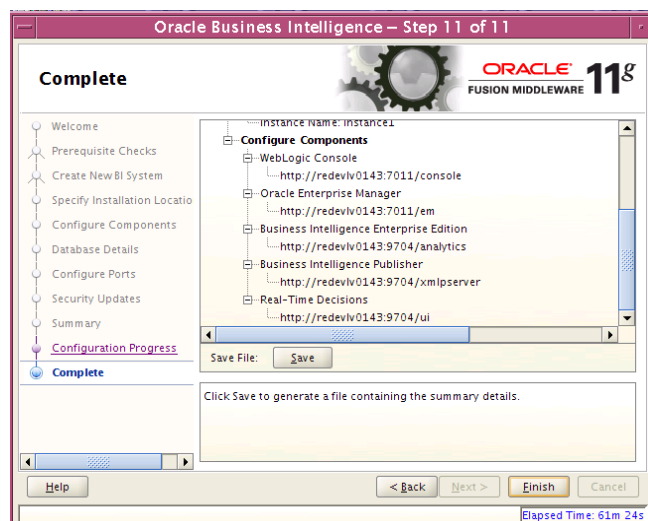 Oracle Business Intelligence – Step 11 of 11
Complete
ORACLE
FUSION MIDDLEWARE 11g
Welcome
Prerequisite Checks
Create New BI System
Specify Installation Locatio
Configure Components
Database Details
Configure Ports
Security Updates
Summary
Configuration Progress
Complete
Instance Name: instance1
Configure Components
WebLogic Console
http://redevlv0143:7011/console
Oracle Enterprise Manager
http://redevlv0143:7011/em
Business Intelligence Enterprise Edition
http://redevlv0143:9704/analytics
Business Intelligence Publisher
http://redevlv0143:9704/xmlpserver
Real-Time Decisions
http://redevlv0143:9704/ui
Save File: Save
Click Save to generate a file containing the summary details.
Help < Back Next > Finish Cancel
Elapsed Time: 61m 24s